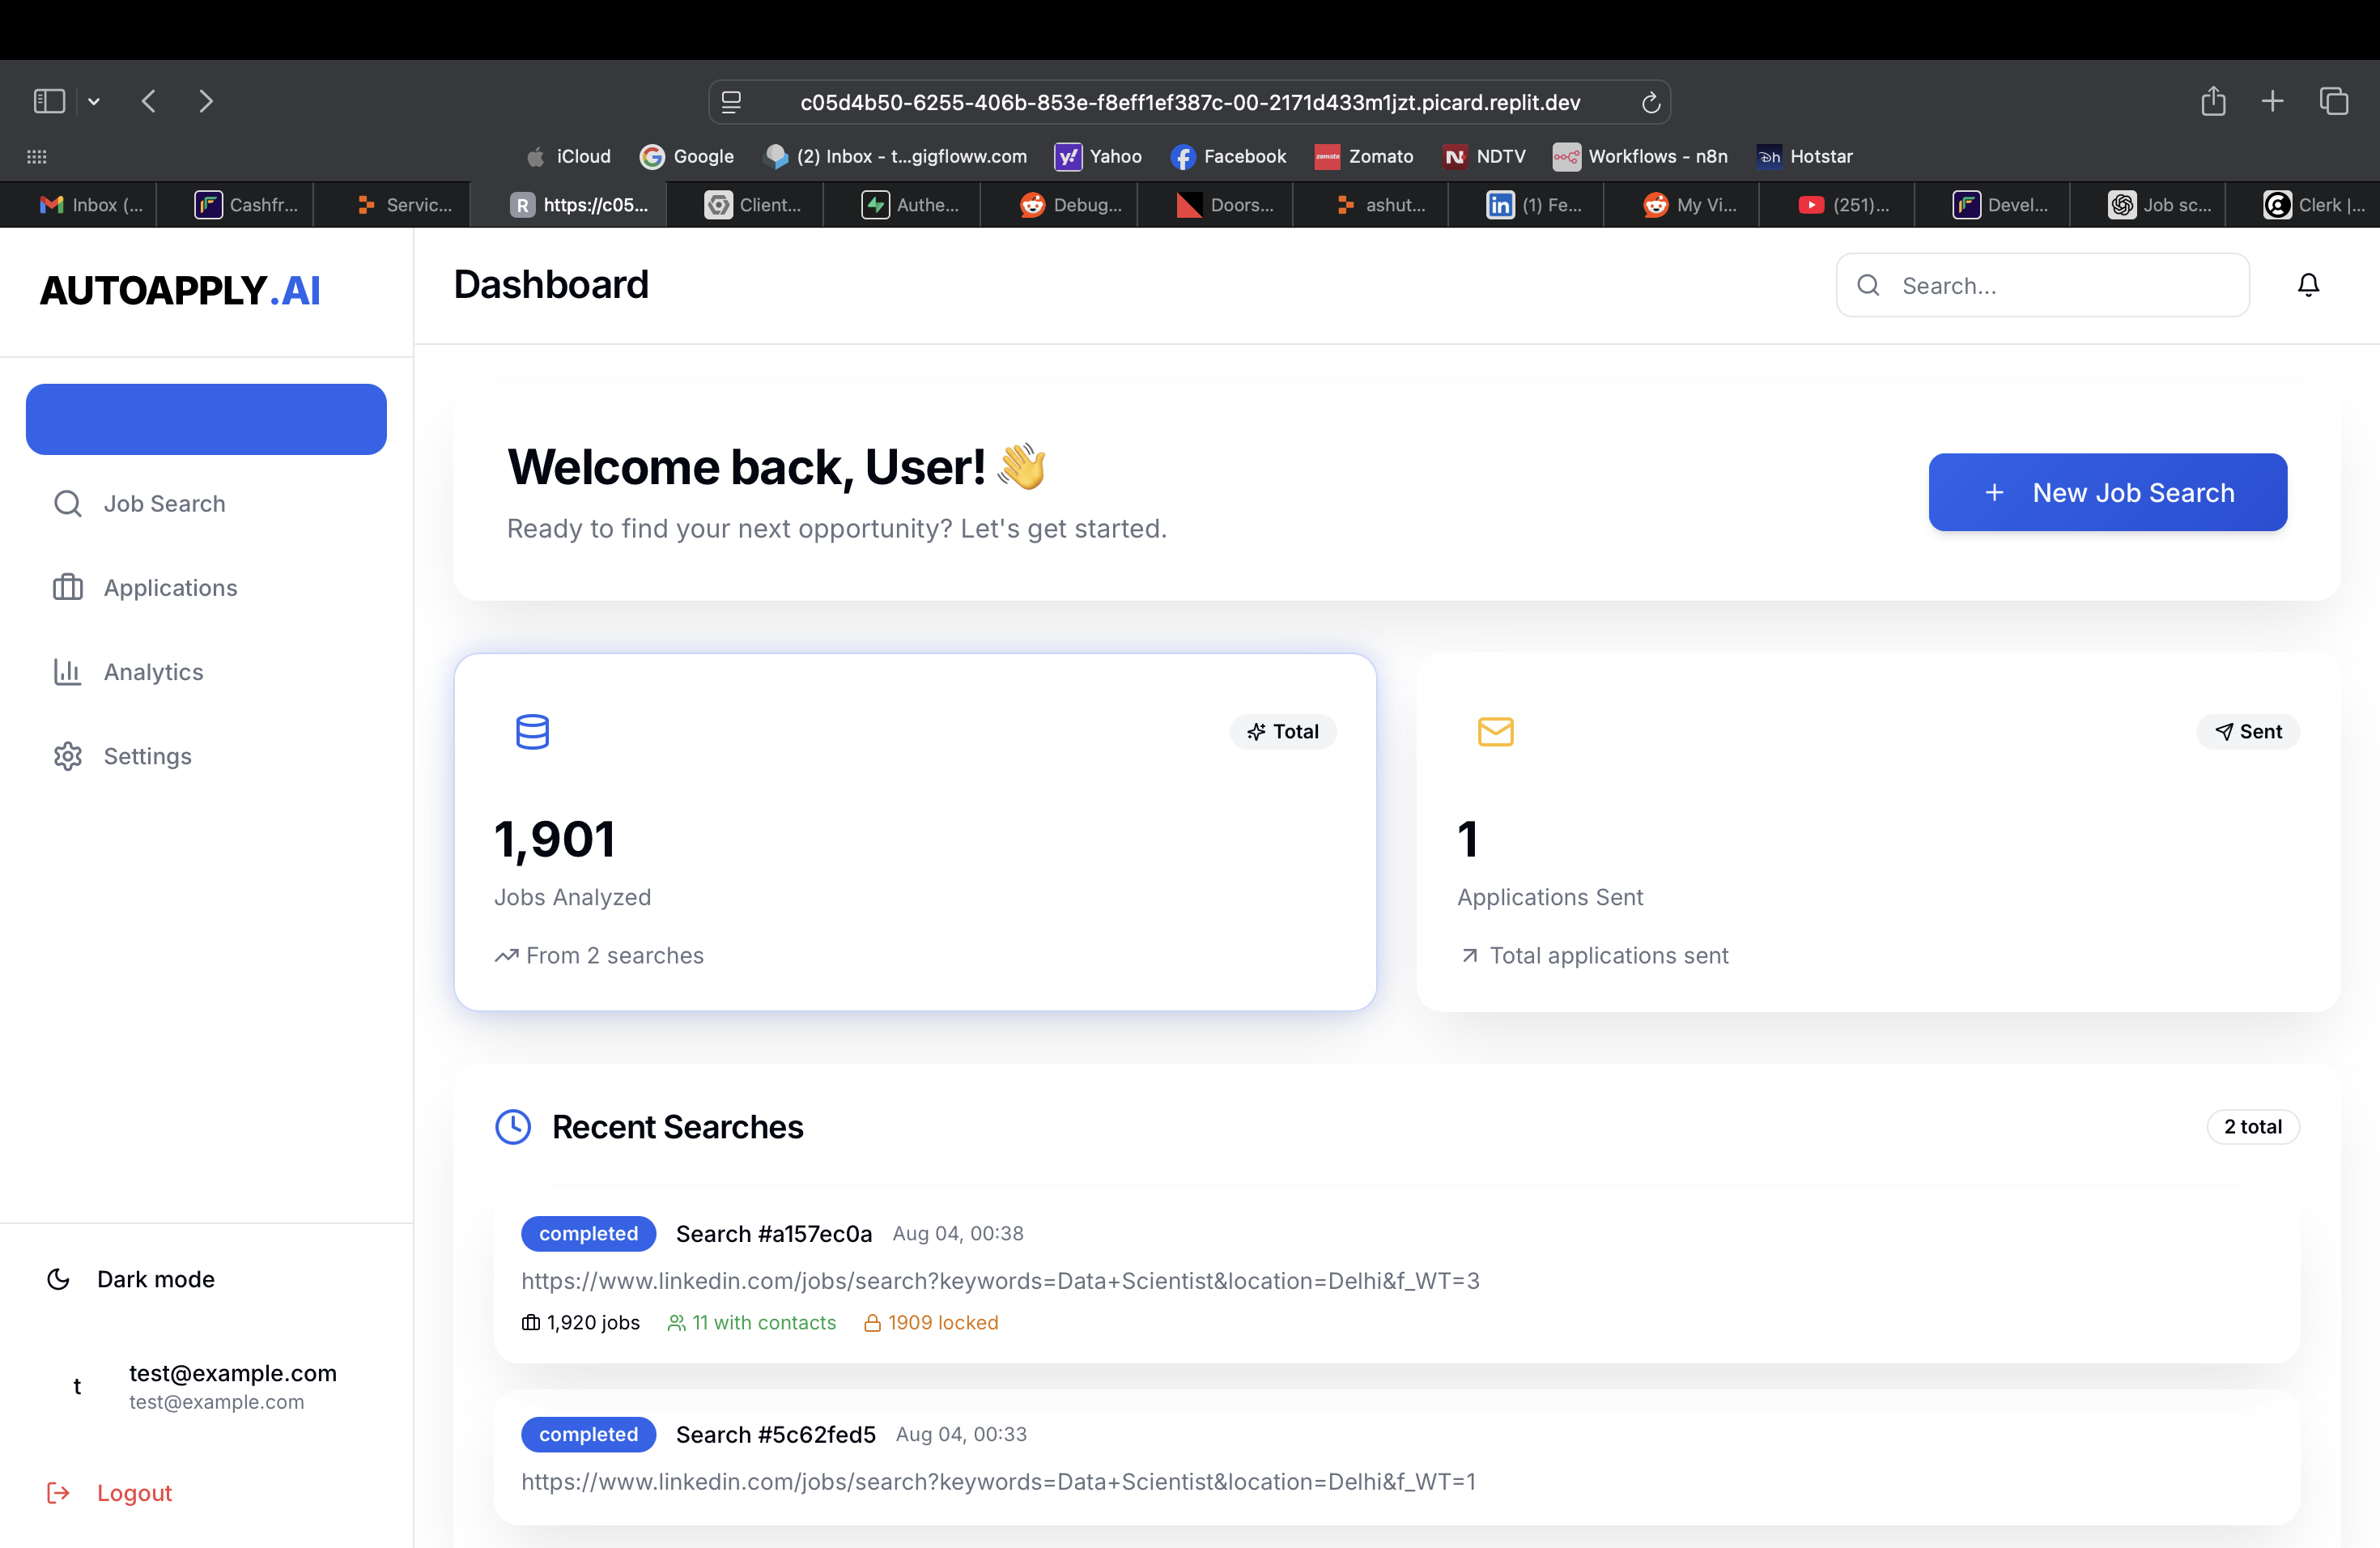 c05d4b50-6255-406b-853e-f8eff1ef387c-00-2171d433m1jzt.picard.replit.dev
iCloud Google (2) Inbox - t...gigfloww.com Yahoo Facebook Zomato NDTV Workflows - n8n Hotstar
Inbox (... Cashfr... Servic... https://c05... Client... Authe... Debug... Doors... ashut... (1) Fe... My Vi... (251)... Devel... Job sc... Clerk |...
AUTOAPPLY.AI
Dashboard
Search...
Job Search
Applications
Analytics
Settings
Dark mode
t
test@example.com
test@example.com
Logout
Welcome back, User! 👋
Ready to find your next opportunity? Let's get started.
+ New Job Search
Total
1,901
Jobs Analyzed
From 2 searches
Sent
1
Applications Sent
Total applications sent
Recent Searches
2 total
completed Search #a157ec0a Aug 04, 00:38
https://www.linkedin.com/jobs/search?keywords=Data+Scientist&location=Delhi&f_WT=3
1,920 jobs 11 with contacts 1909 locked
completed Search #5c62fed5 Aug 04, 00:33
https://www.linkedin.com/jobs/search?keywords=Data+Scientist&location=Delhi&f_WT=1